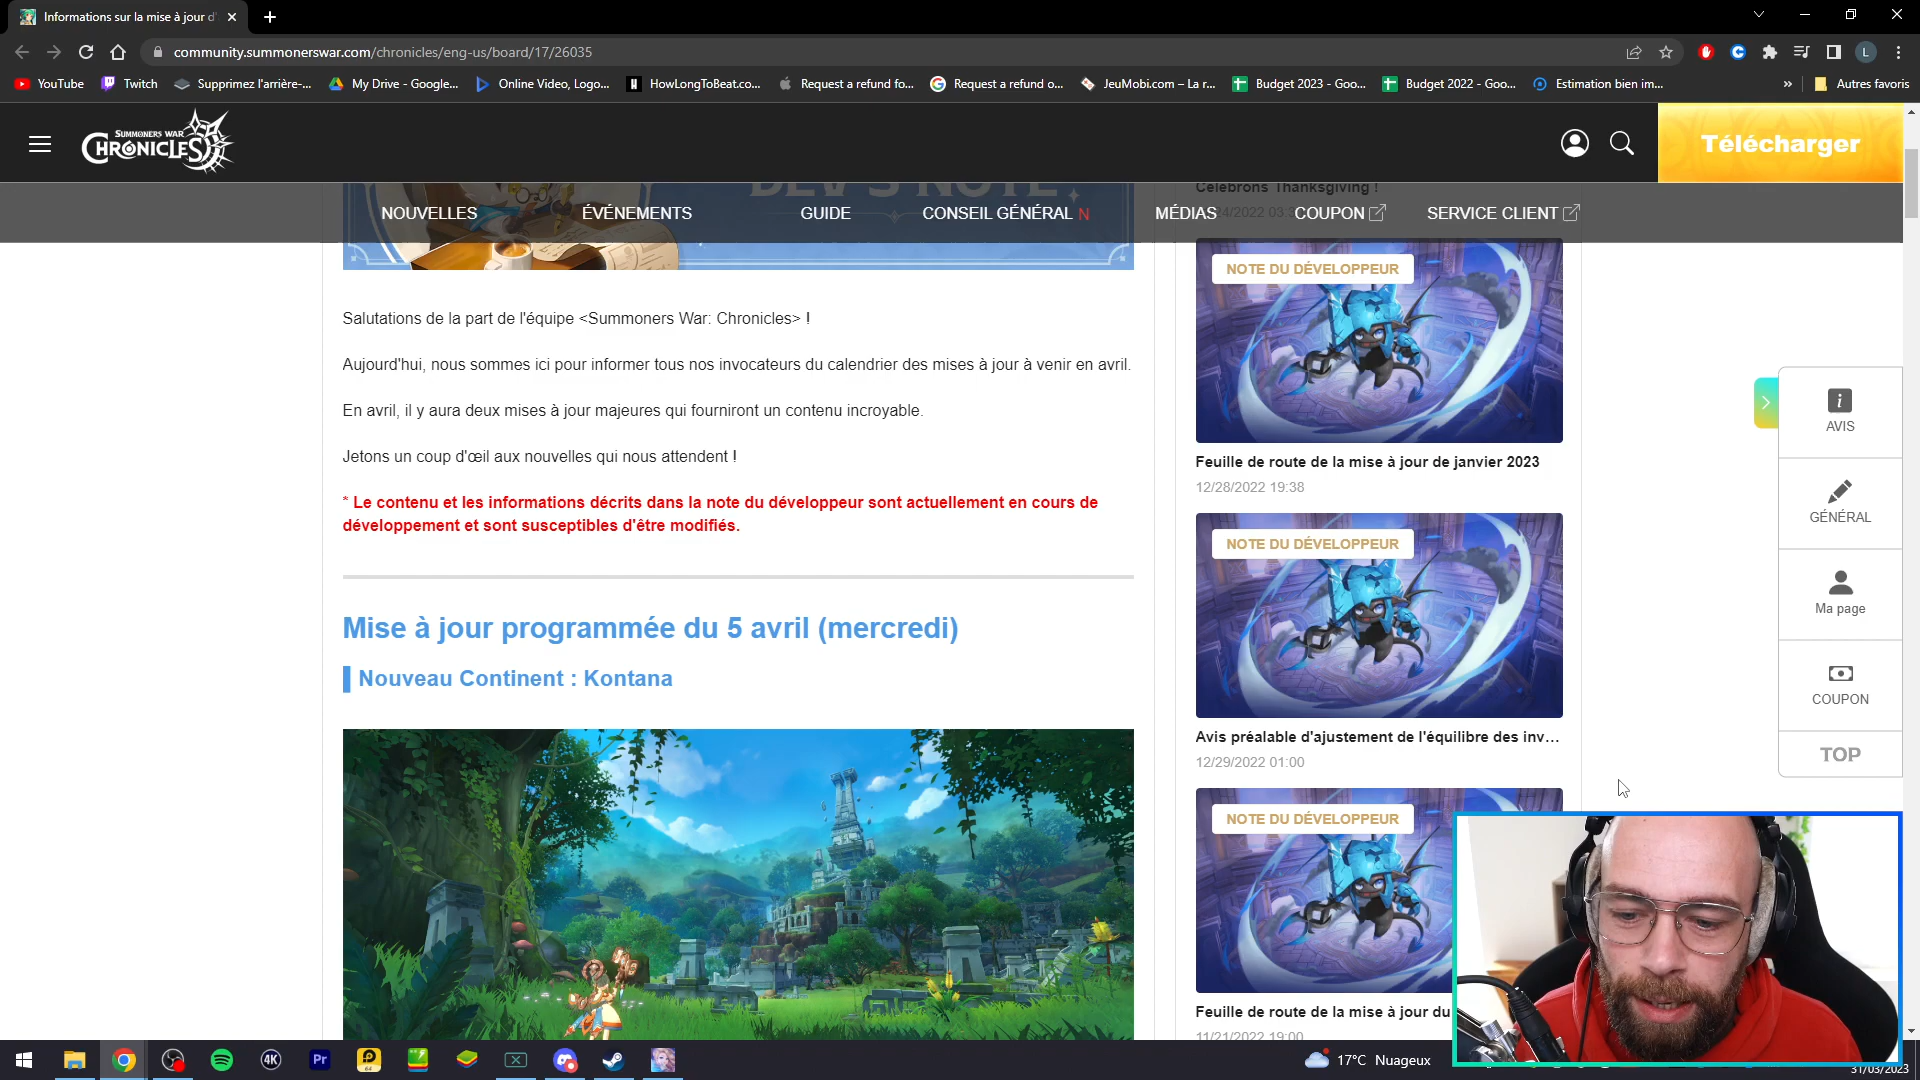 Informations sur la mise à jour d'
community.summonerswar.com/chronicles/eng-us/board/17/26035
YouTube
Twitch
Supprimez l'arrière-...
My Drive - Google...
Online Video, Logo...
HowLongToBeat.co...
Request a refund fo...
Request a refund o...
JeuMobi.com – La r...
Budget 2023 - Goo...
Budget 2022 - Goo...
Estimation bien im...
Autres favoris
SUMMONERS WAR
CHRONICLES
Télécharger
DEV'S NOTE
Célébrons Thanksgiving !
NOUVELLES
ÉVÉNEMENTS
GUIDE
CONSEIL GÉNÉRAL N
MÉDIAS
COUPON
SERVICE CLIENT
Salutations de la part de l'équipe <Summoners War: Chronicles> !
Aujourd'hui, nous sommes ici pour informer tous nos invocateurs du calendrier des mises à jour à venir en avril.
En avril, il y aura deux mises à jour majeures qui fourniront un contenu incroyable.
Jetons un coup d'œil aux nouvelles qui nous attendent !
* Le contenu et les informations décrits dans la note du développeur sont actuellement en cours de
développement et sont susceptibles d'être modifiés.
Mise à jour programmée du 5 avril (mercredi)
Nouveau Continent : Kontana
NOTE DU DÉVELOPPEUR
Feuille de route de la mise à jour de janvier 2023
12/28/2022 19:38
NOTE DU DÉVELOPPEUR
Avis préalable d'ajustement de l'équilibre des inv...
12/29/2022 01:00
NOTE DU DÉVELOPPEUR
Feuille de route de la mise à jour du
11/21/2022 19:00
AVIS
GÉNÉRAL
Ma page
COUPON
TOP
17°C Nuageux
31/03/2023